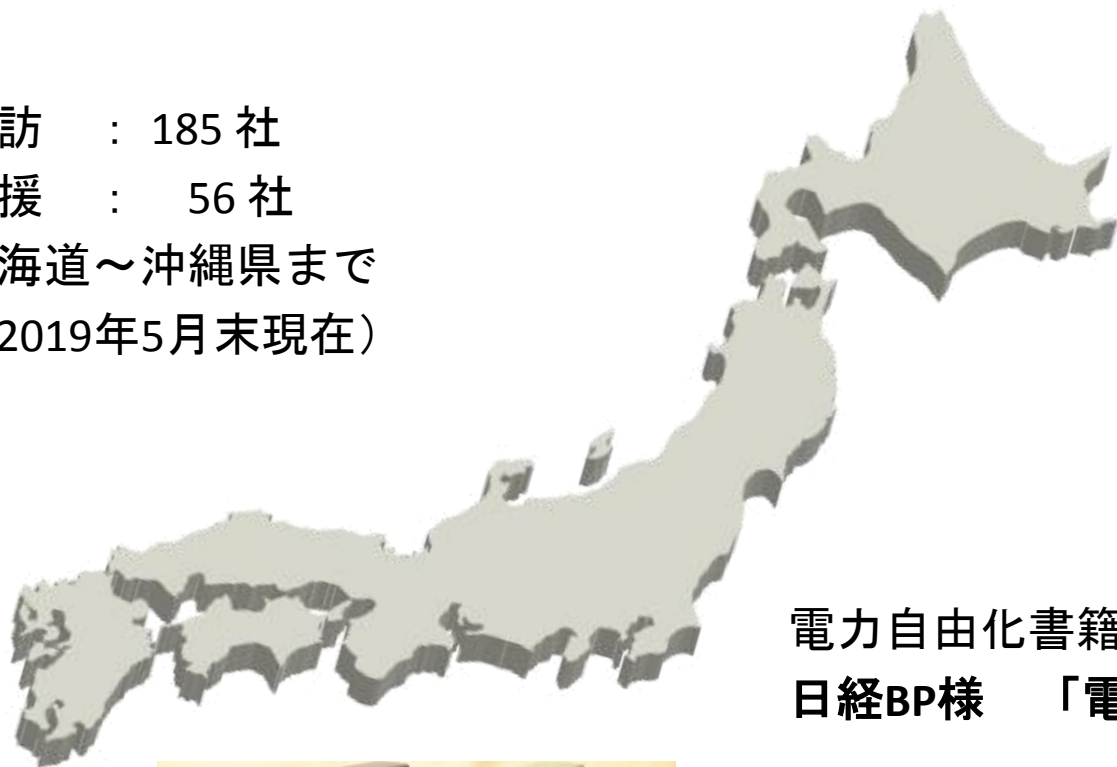 訪　：185 社
援　：　56 社
海道～沖縄県まで
2019年5月末現在）
電力自由化書籍
日経BP様　「電